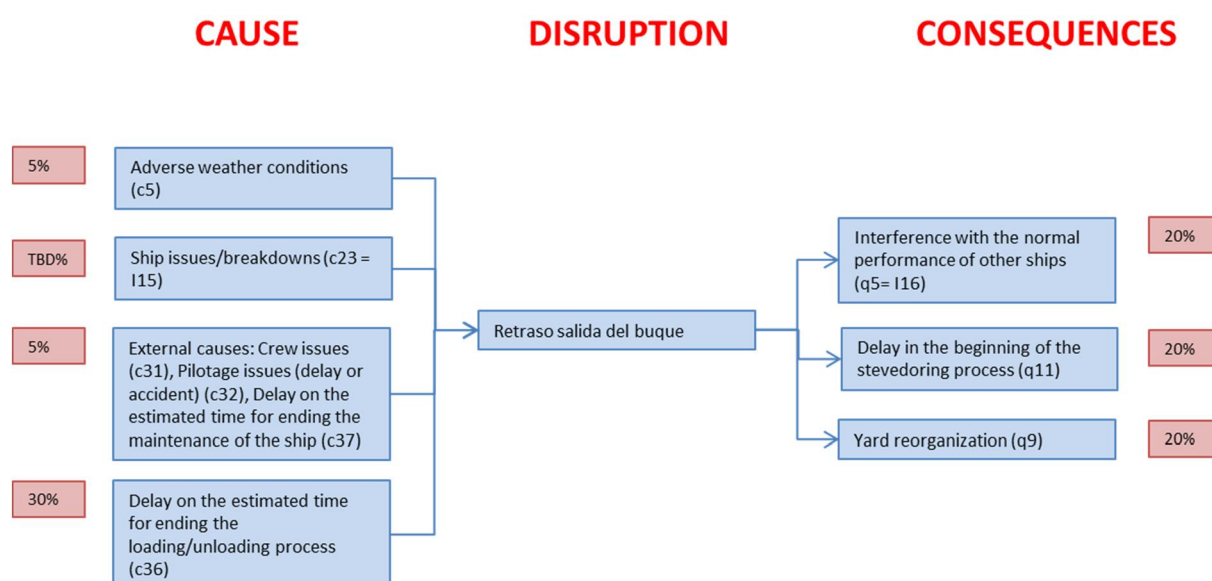 CAUSE
DISRUPTION
CONSEQUENCES
5%
Adverse weather conditions
(c5)
TBD%
Ship issues/breakdowns (c23 =
I15)
5%
External causes: Crew issues
(c31), Pilotage issues (delay or
accident) (c32), Delay on the
estimated time for ending the
maintenance of the ship (c37)
30%
Delay on the estimated time
for ending the
loading/unloading process
(c36)
Retraso salida del buque
Interference with the normal
performance of other ships
(q5= I16)
20%
Delay in the beginning of the
stevedoring process (q11)
20%
Yard reorganization (q9)
20%